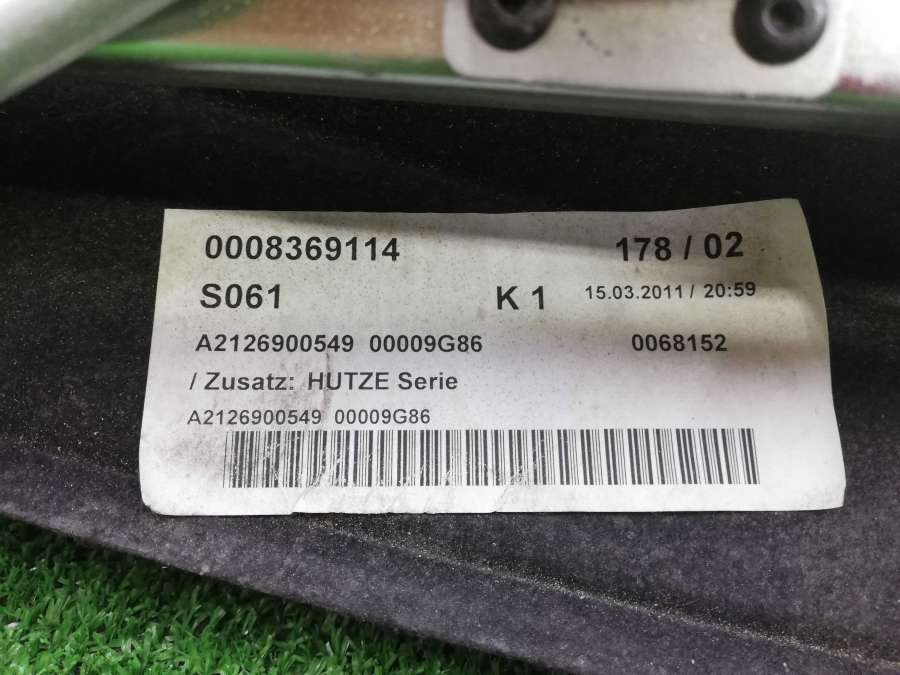 0008369114 178 / 02
S061 K 1 15.03.2011 / 20:59
A2126900549 00009G86 0068152
/ Zusatz: HUTZE Serie
A2126900549 00009G86